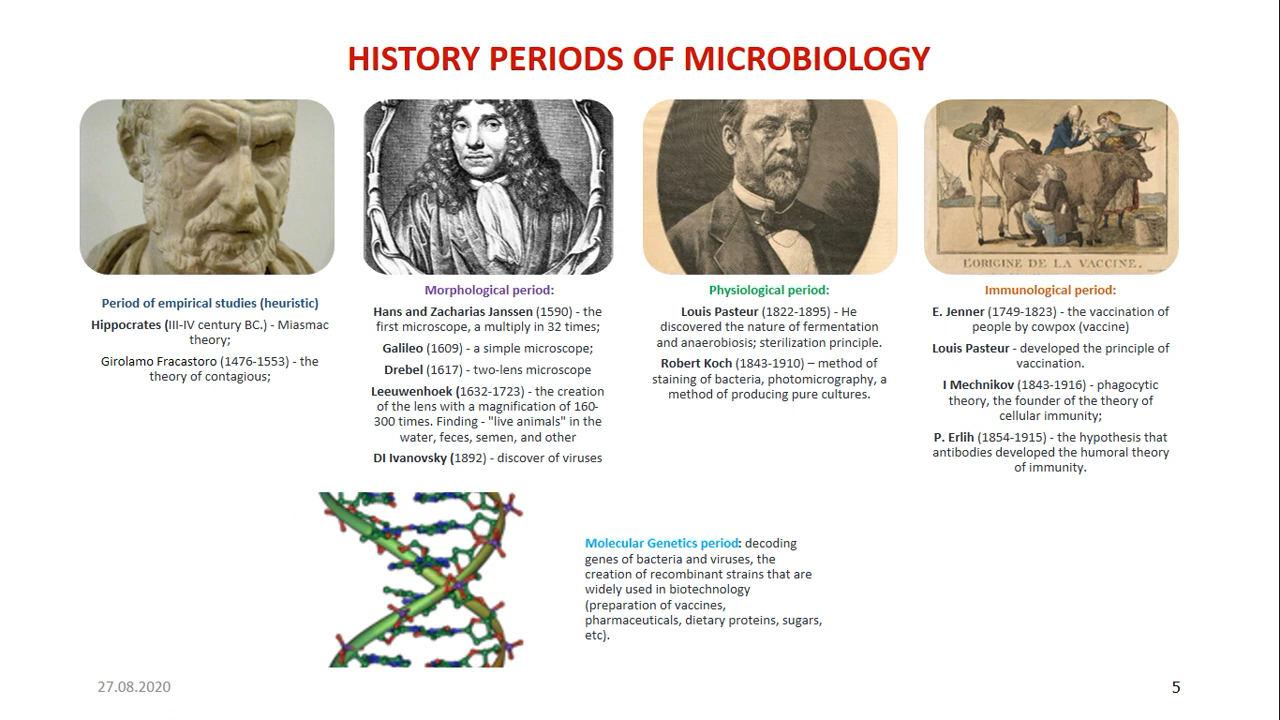 HISTORY PERIODS OF MICROBIOLOGY
L'ORIGINE DE LA VACCINE.
Period of empirical studies (heuristic)
Hippocrates (III-IV century BC.) - Miasmac
theory;
Girolamo Fracastoro (1476-1553) - the
theory of contagious;
Morphological period:
Hans and Zacharias Janssen (1590) - the
first microscope, a multiply in 32 times;
Galileo (1609) - a simple microscope;
Drebel (1617) - two-lens microscope
Leeuwenhoek (1632-1723) - the creation
of the lens with a magnification of 160-
300 times. Finding - "live animals" in the
water, feces, semen, and other
DI Ivanovsky (1892) - discover of viruses
Physiological period:
Louis Pasteur (1822-1895) - He
discovered the nature of fermentation
and anaerobiosis; sterilization principle.
Robert Koch (1843-1910) – method of
staining of bacteria, photomicrography, a
method of producing pure cultures.
Immunological period:
E. Jenner (1749-1823) - the vaccination of
people by cowpox (vaccine)
Louis Pasteur - developed the principle of
vaccination.
I Mechnikov (1843-1916) - phagocytic
theory, the founder of the theory of
cellular immunity;
P. Erlih (1854-1915) - the hypothesis that
antibodies developed the humoral theory
of immunity.
Molecular Genetics period: decoding
genes of bacteria and viruses, the
creation of recombinant strains that are
widely used in biotechnology
(preparation of vaccines,
pharmaceuticals, dietary proteins, sugars,
etc).
27.08.2020
5